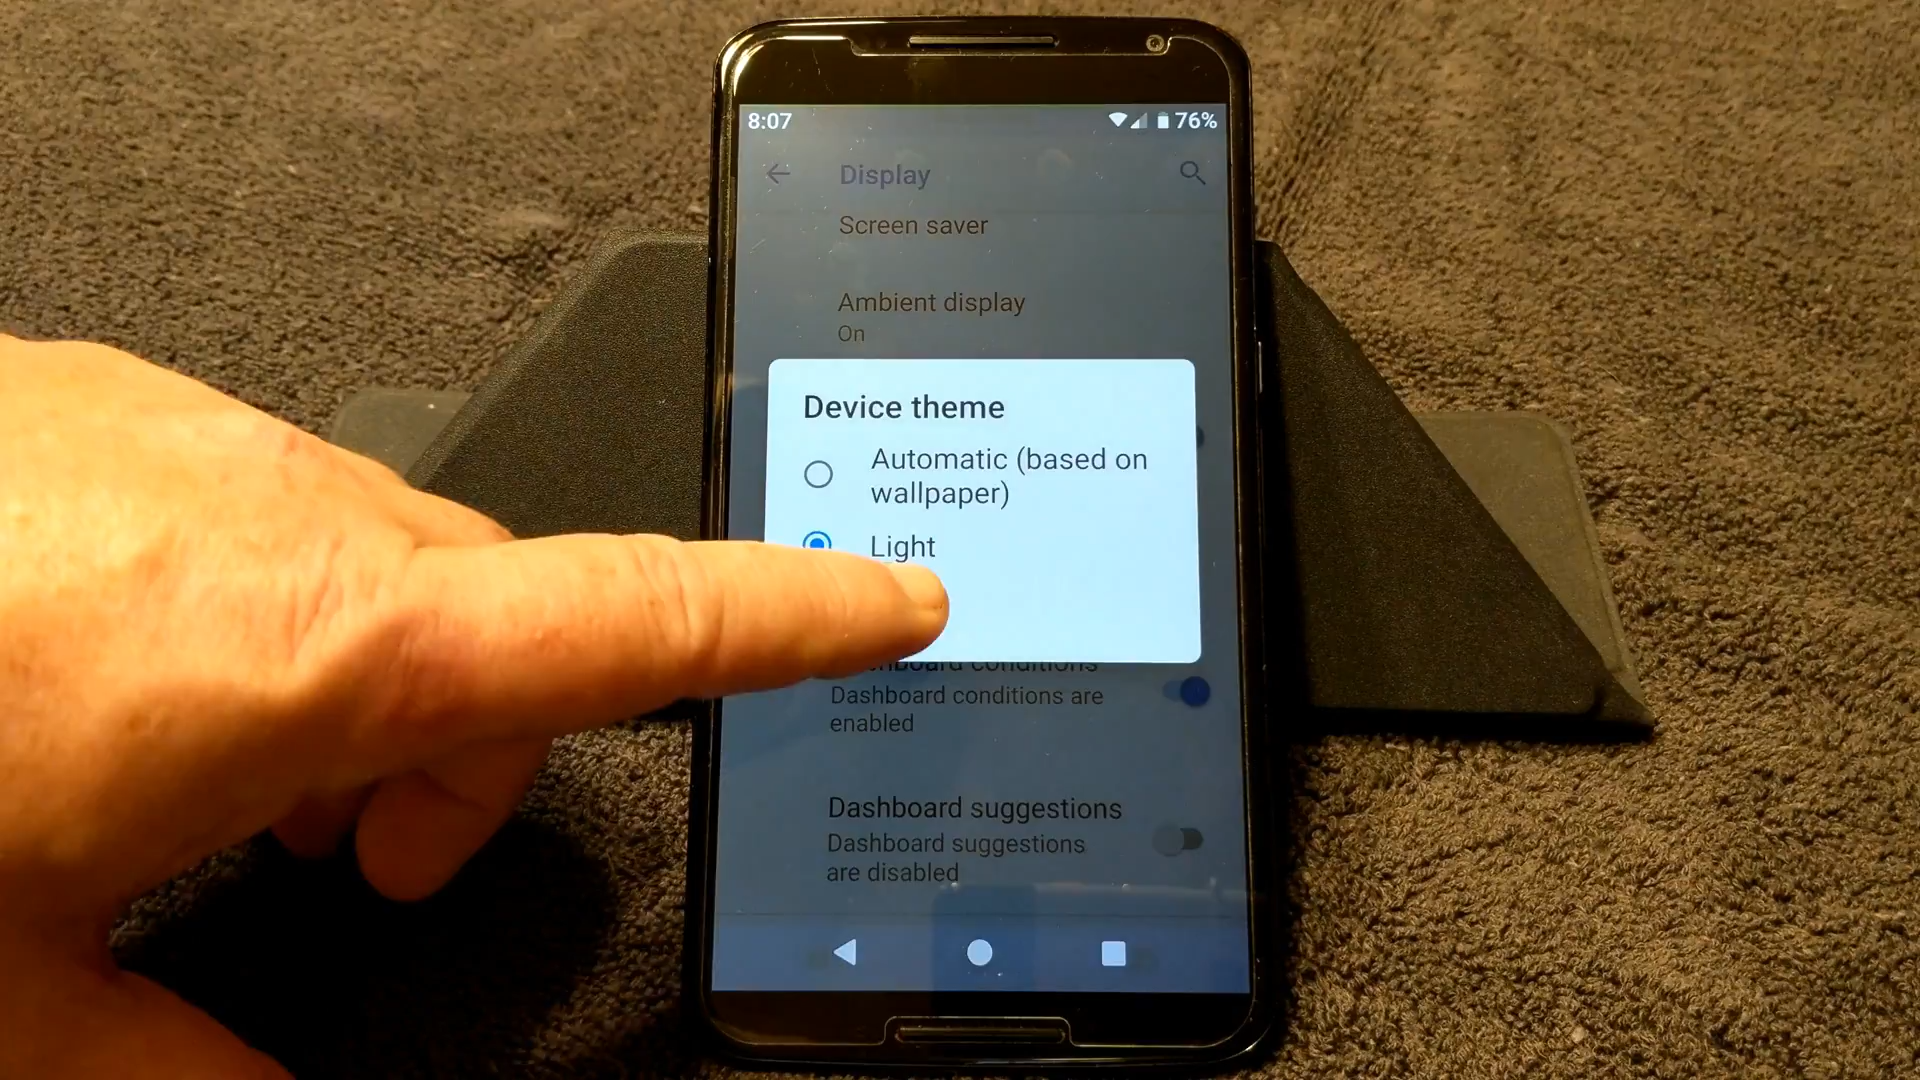 8:07
76%
Display
Screen saver
Ambient display
On
Device theme
Automatic (based on
wallpaper)
Light
conditions
Dashboard conditions are
enabled
Dashboard suggestions
Dashboard suggestions
are disabled